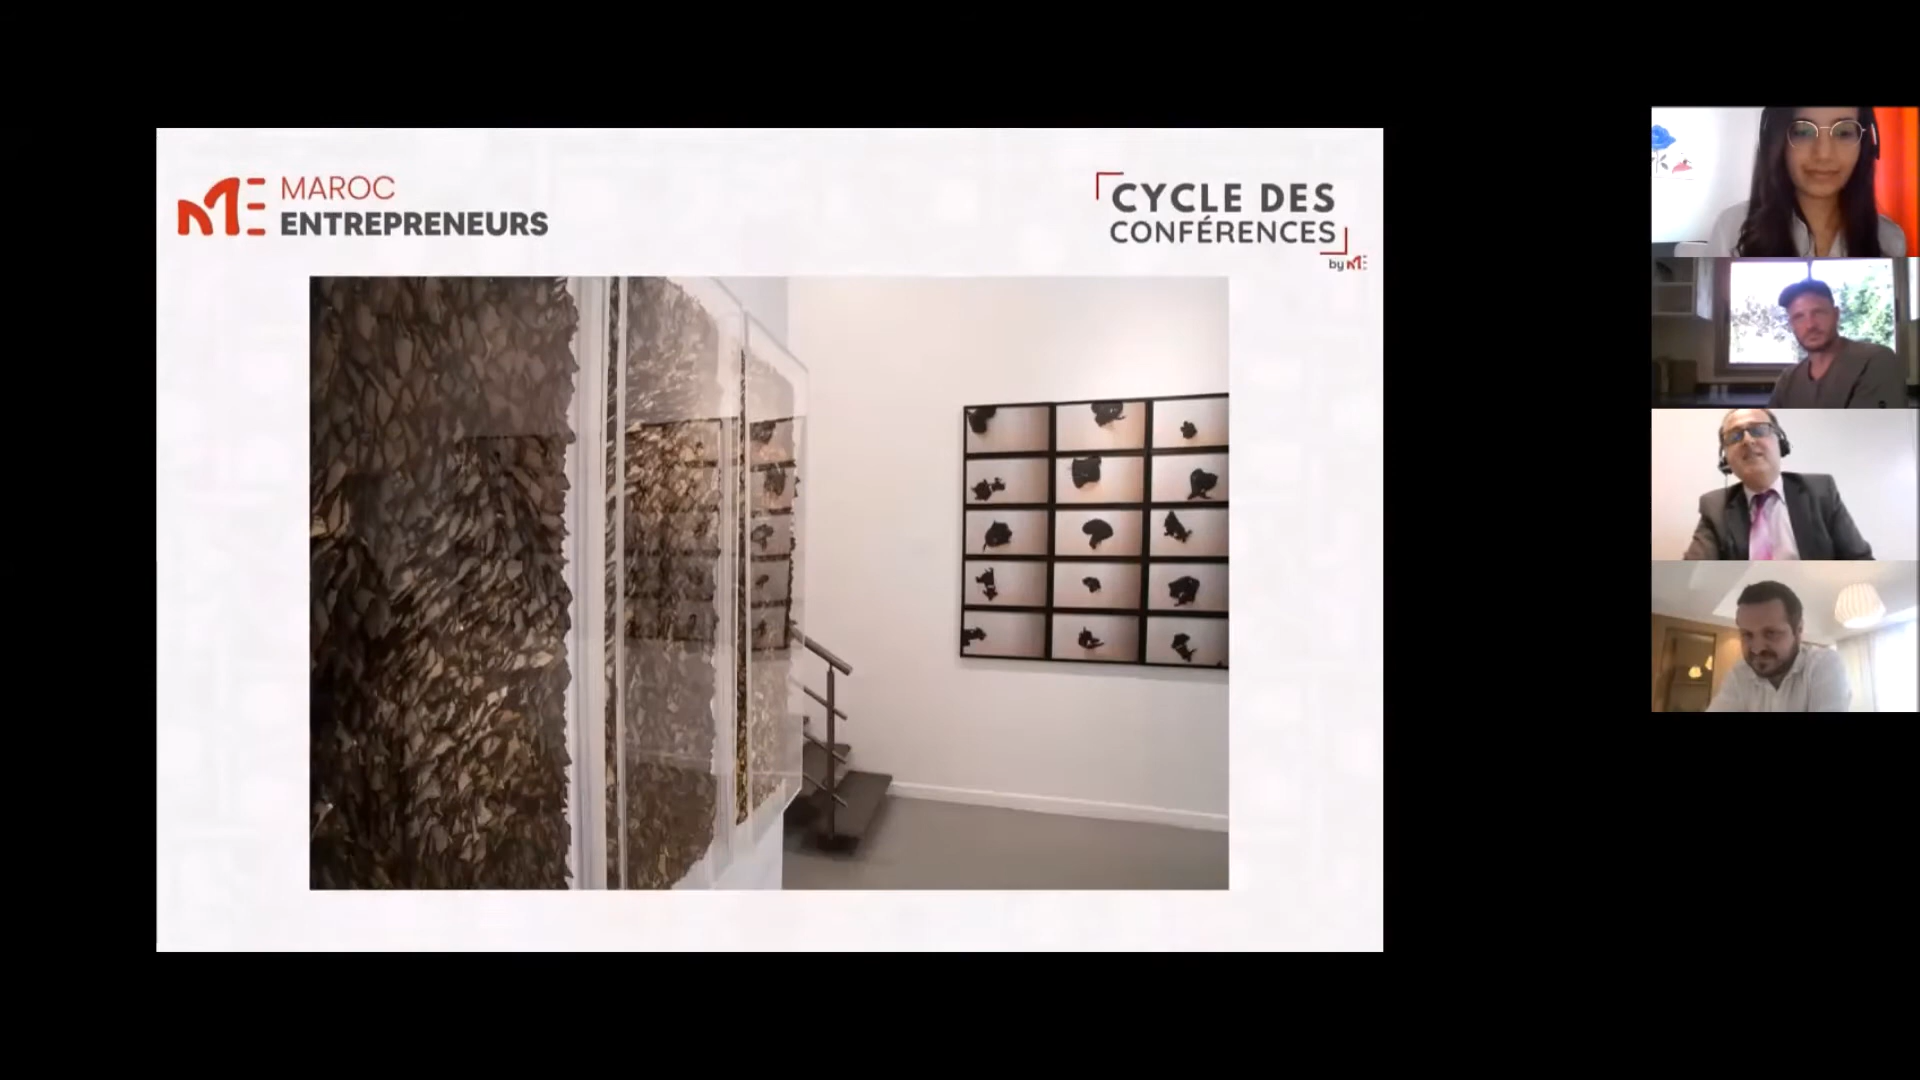 MAROC
ENTREPRENEURS
CYCLE DES
CONFÉRENCES
by ME